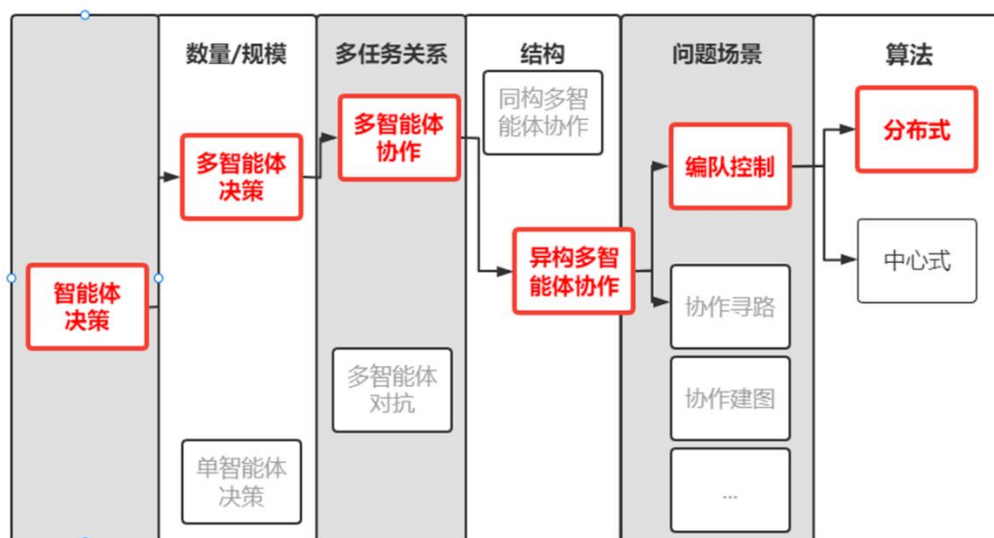 数量/规模
多任务关系
结构
问题场景
算法
智能体
决策
多智能体
决策
单智能体
决策
多智能体
协作
多智能体
对抗
同构多智
能体协作
异构多智
能体协作
编队控制
协作寻路
协作建图
...
分布式
中心式